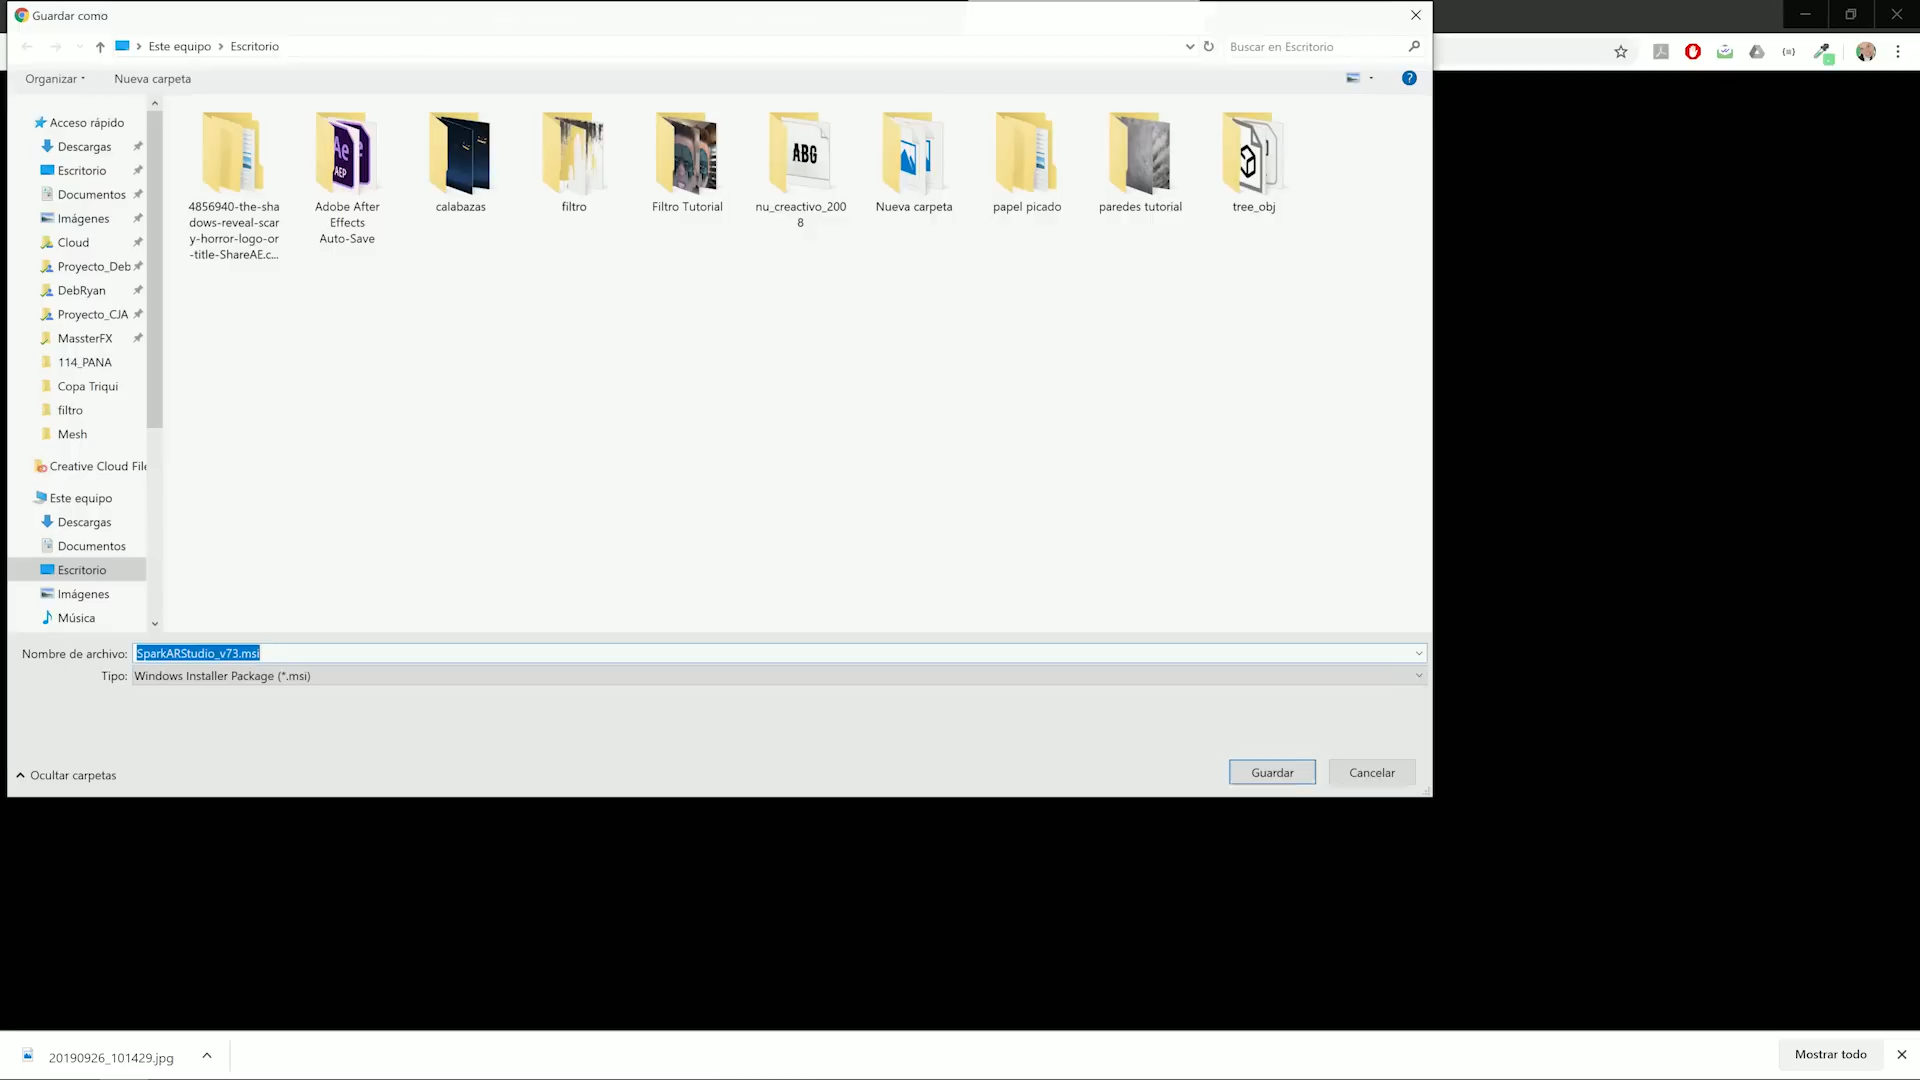 Guardar como
Este equipo
Escritorio
Buscar en Escritorio
Organizar
Nueva carpeta
?
Acceso rápido
Descargas
Escritorio
Documentos
Imágenes
Cloud
Proyecto_Deb
DebRyan
Proyecto_CJA
MassterFX
114_PANA
Copa Triqui
filtro
Mesh
Creative Cloud File
Este equipo
Descargas
Documentos
Escritorio
Imágenes
Música
Ae
AEP
ABG
4856940-the-sha
dows-reveal-scar
y-horror-logo-or
-title-ShareAE.c...
Adobe After
Effects
Auto-Save
calabazas
filtro
Filtro Tutorial
nu_creactivo_200
8
Nueva carpeta
papel picado
paredes tutorial
tree_obj
Nombre de archivo: SparkARStudio_v73.msi
Tipo: Windows Installer Package (*.msi)
Ocultar carpetas
Guardar
Cancelar
20190926_101429.jpg
Mostrar todo